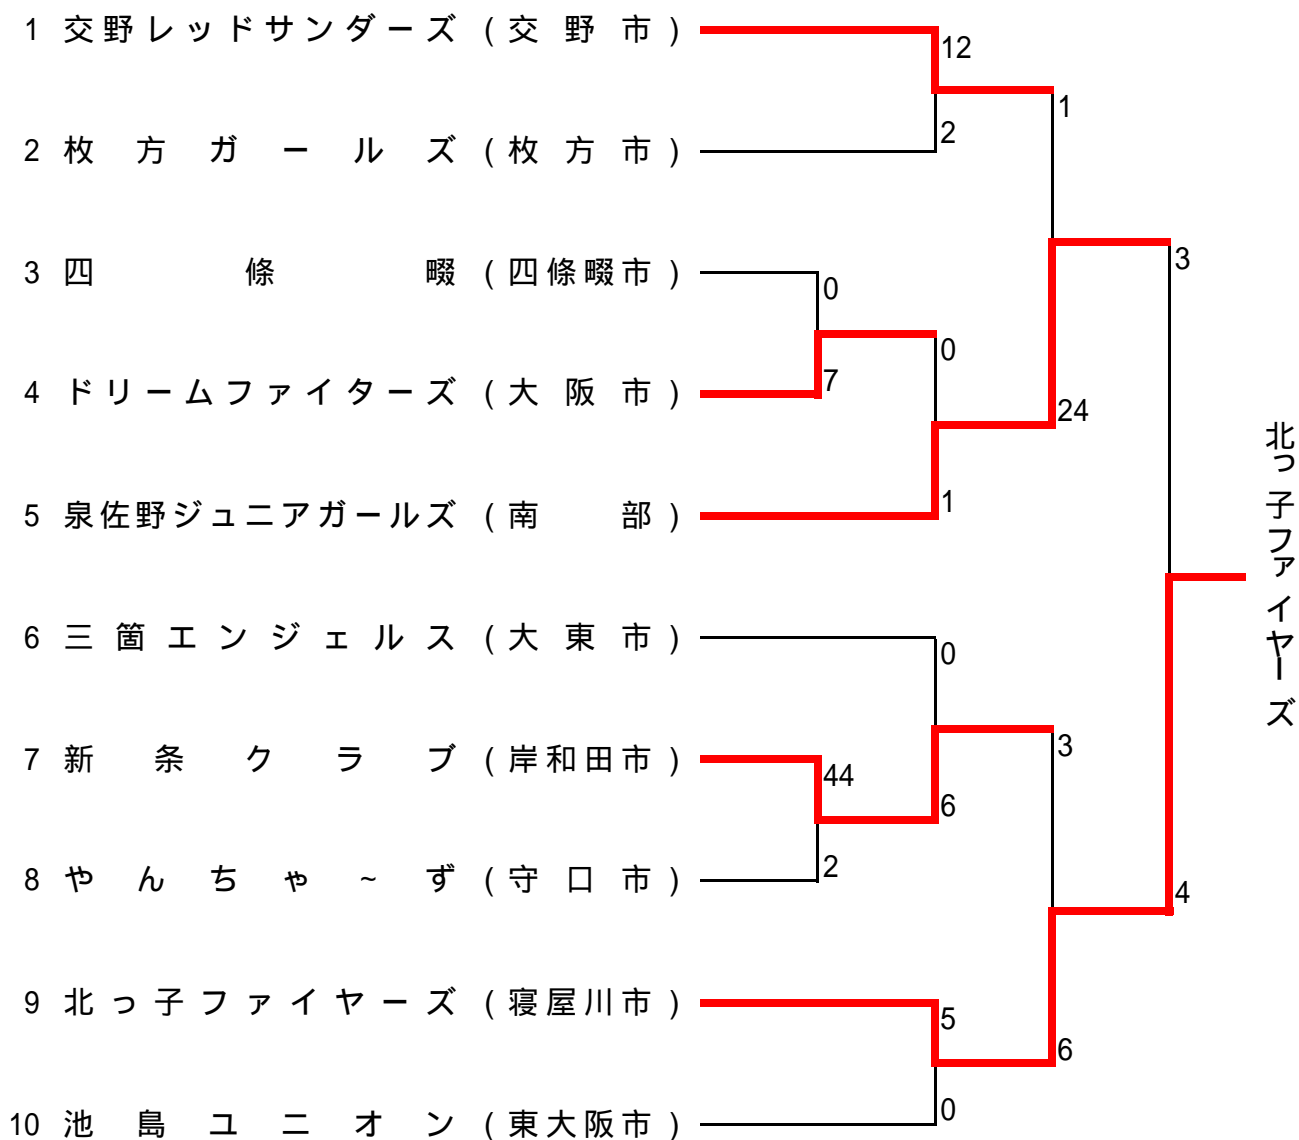 1 交野レッドサンダーズ (交野市)
12
1
2 枚方ガールズ (枚方市)
2
3 四條畷 (四條畷市)
3
0
0
4 ドリームファイターズ (大阪市)
7
24
5 泉佐野ジュニアガールズ (南部)
1
北っ子ファイヤーズ
6 三箇エンジェルス (大東市)
0
3
7 新条クラブ (岸和田市)
44
6
8 やんちゃ~ず (守口市)
2
4
9 北っ子ファイヤーズ (寝屋川市)
5
6
10 池島ユニオン (東大阪市)
0